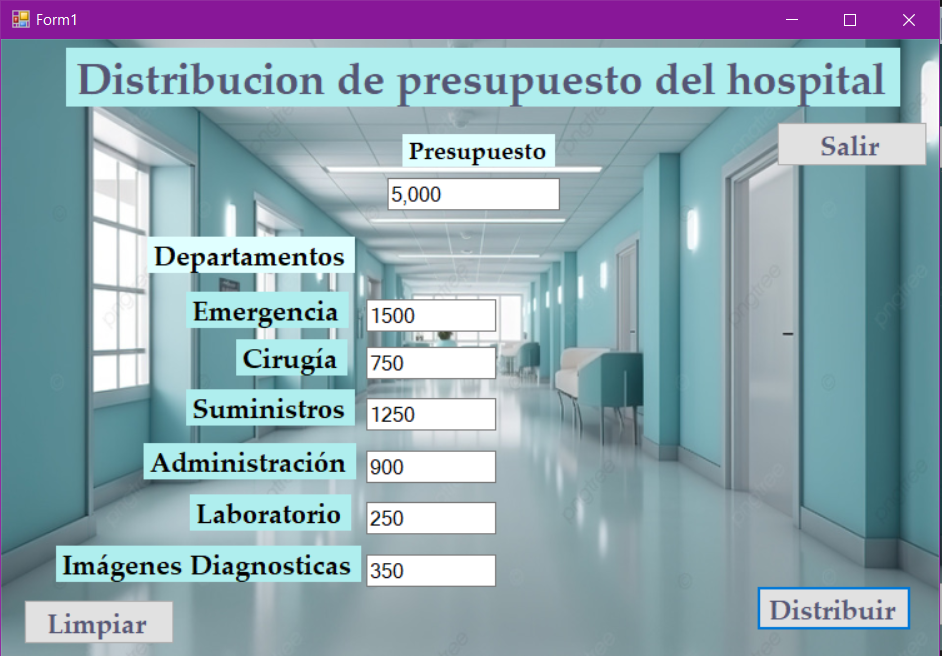 Form1
Distribucion de presupuesto del hospital
Salir
Presupuesto
5,000
Departamentos
Emergencia 1500
Cirugía 750
Suministros 1250
Administración 900
Laboratorio 250
Imágenes Diagnosticas 350
Limpiar
Distribuir